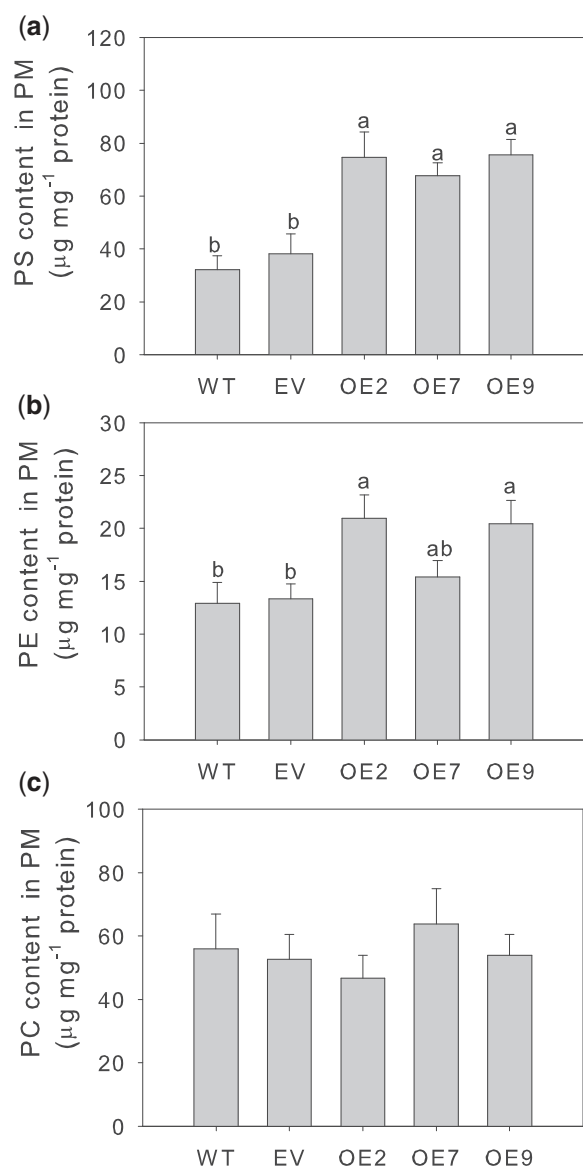 (a)
PS content in PM
(μg mg⁻¹ protein)
120
100
80
60
40
20
0
b
b
a
a
a
WT EV OE2 OE7 OE9
(b)
PE content in PM
(μg mg⁻¹ protein)
30
25
20
15
10
5
0
b
b
a
ab
a
WT EV OE2 OE7 OE9
(c)
PC content in PM
(μg mg⁻¹ protein)
100
80
60
40
20
0
WT EV OE2 OE7 OE9